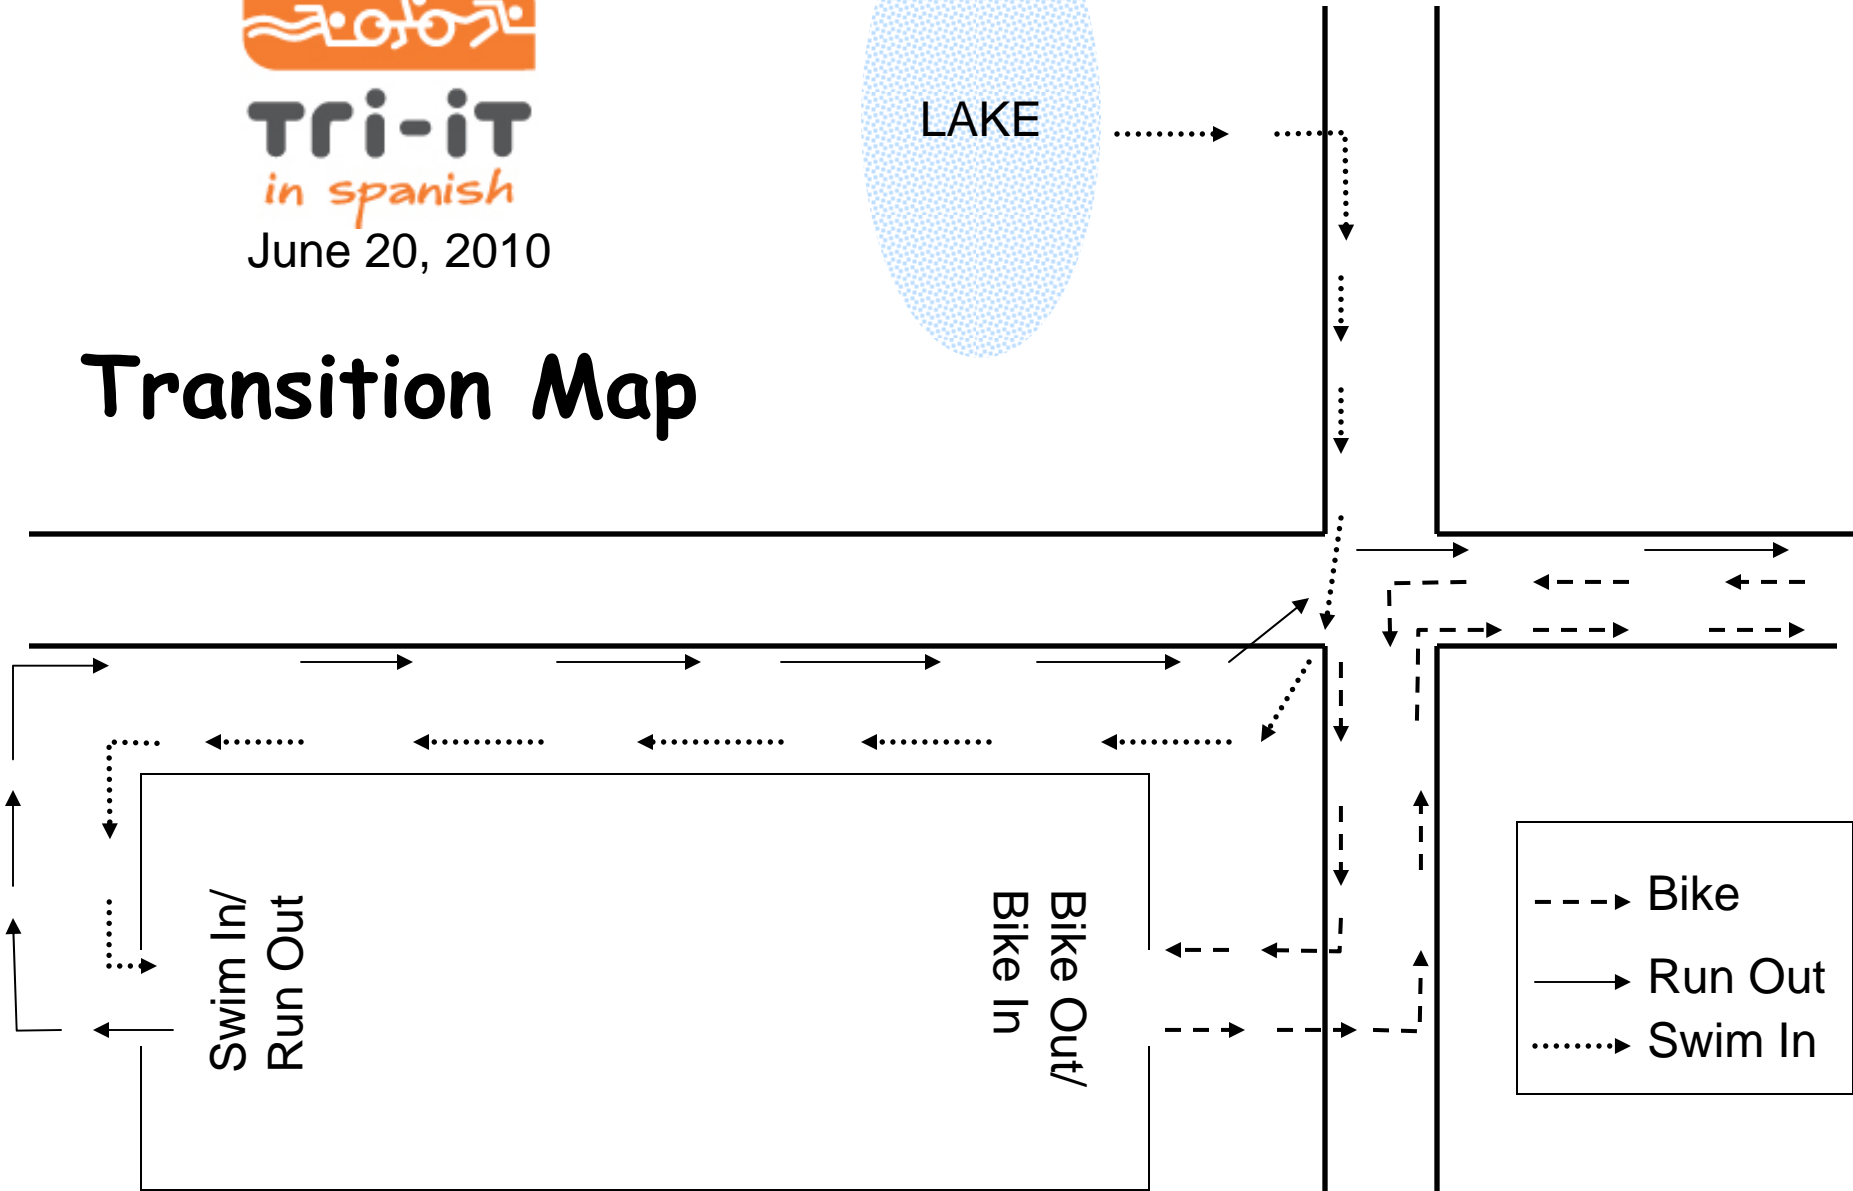 Tri-iT
in spanish
June 20, 2010
Transition Map
LAKE
Swim In/
Run Out
Bike Out/
Bike In
Bike
Run Out
Swim In